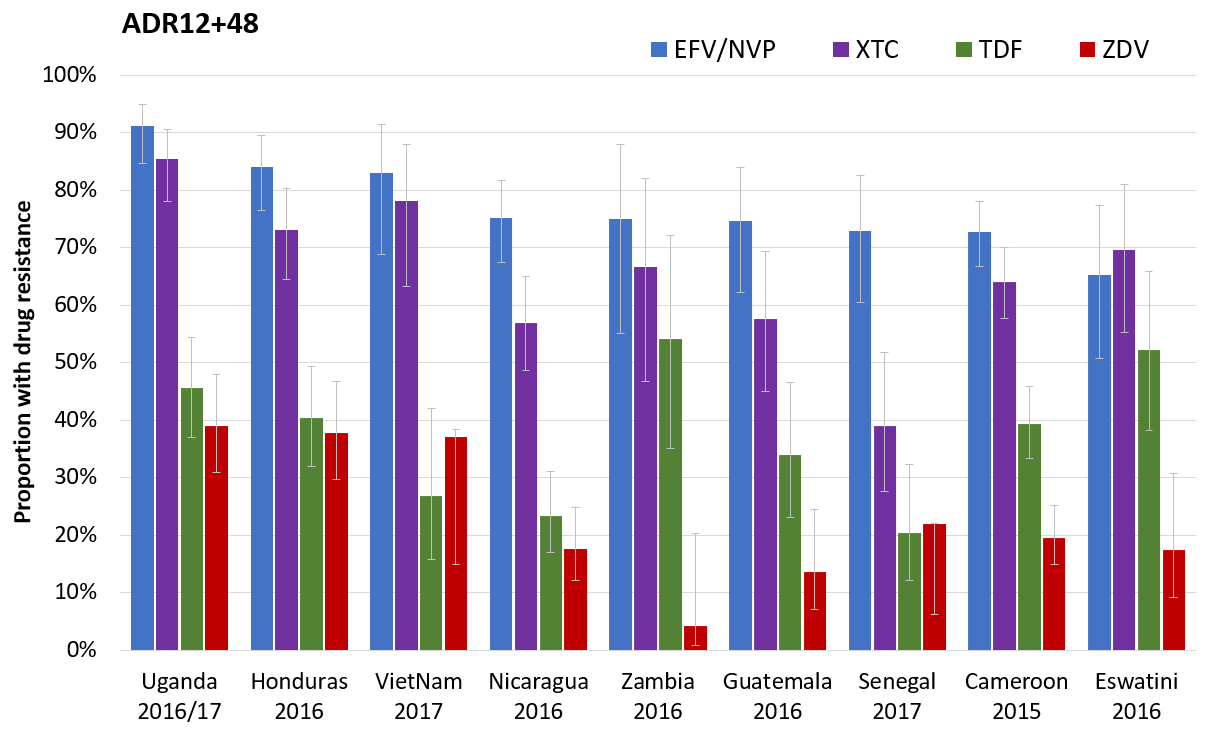 ADR12+48
EFV/NVP XTC TDF ZDV
Proportion with drug resistance
100%
90%
80%
70%
60%
50%
40%
30%
20%
10%
0%
Uganda Honduras VietNam Nicaragua Zambia Guatemala Senegal Cameroon Eswatini
2016/17 2016 2017 2016 2016 2016 2017 2015 2016